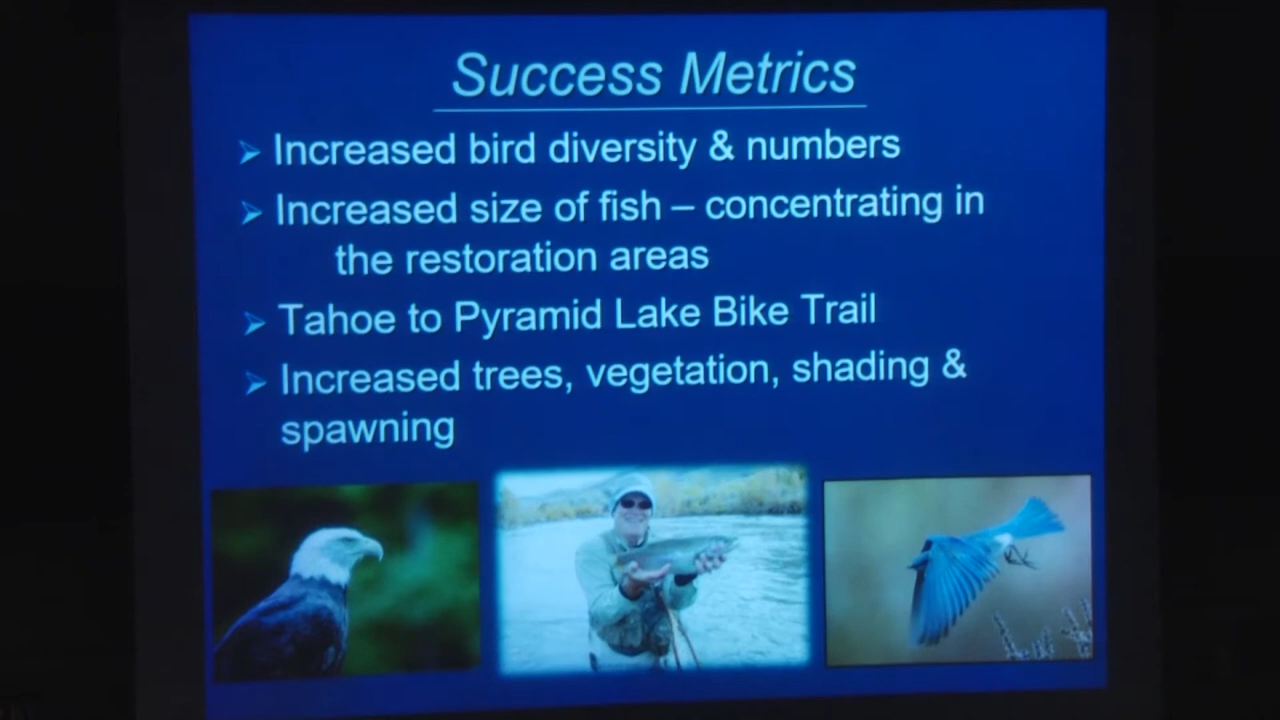 Success Metrics
Increased bird diversity & numbers
Increased size of fish – concentrating in
the restoration areas
Tahoe to Pyramid Lake Bike Trail
Increased trees, vegetation, shading &
spawning